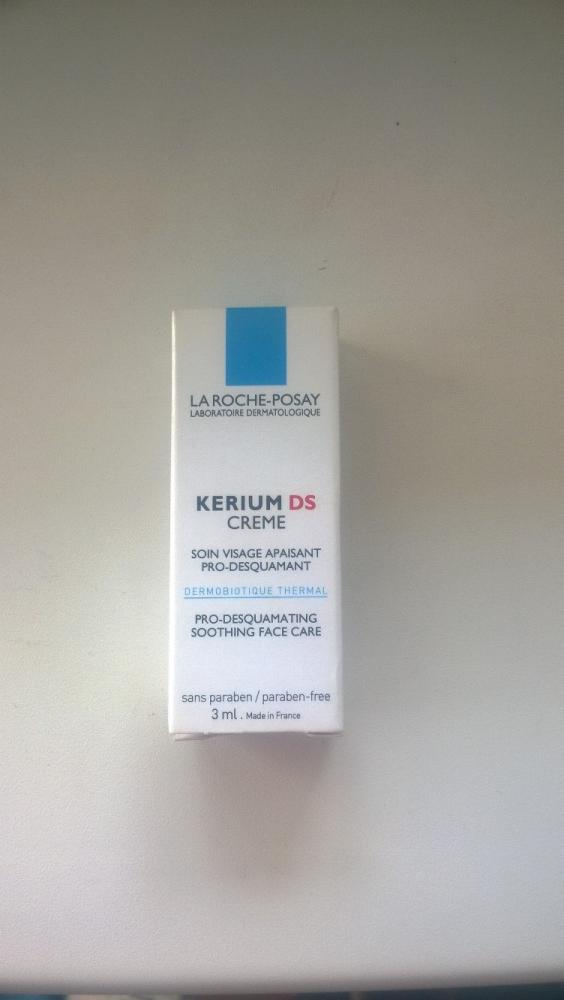 LA ROCHE-POSAY
LABORATOIRE DERMATOLOGIQUE
KERIUM DS
CREME
SOIN VISAGE APAISANT
PRO-DESQUAMANT
DERMOBIOTIQUE THERMAL
PRO-DESQUAMATING
SOOTHING FACE CARE
sans paraben / paraben-free
3 ml . Made in France